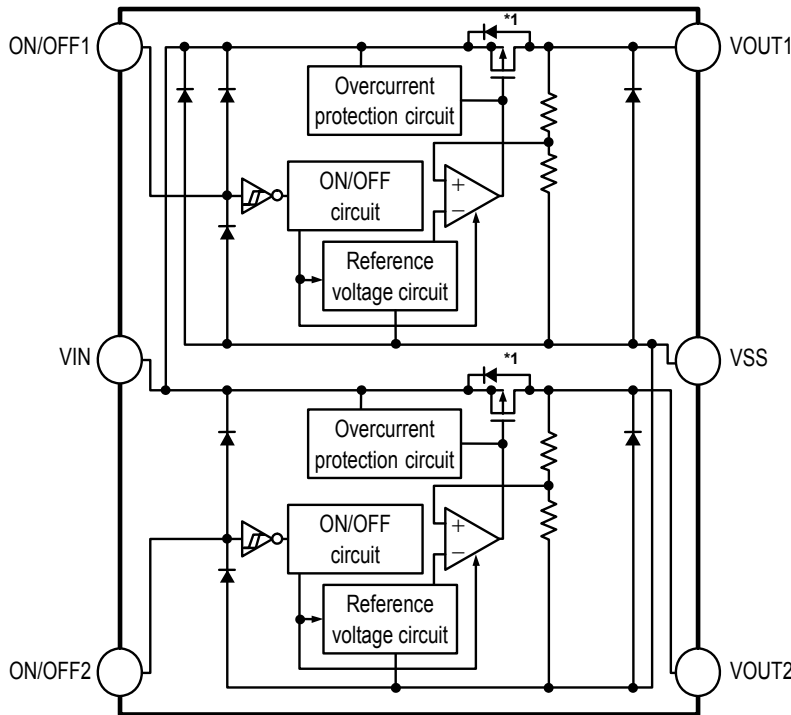 *1
ON/OFF1
VOUT1
Overcurrent
protection circuit
ON/OFF
circuit
+
−
Reference
voltage circuit
VIN
VSS
*1
Overcurrent
protection circuit
ON/OFF
circuit
+
−
Reference
voltage circuit
ON/OFF2
VOUT2